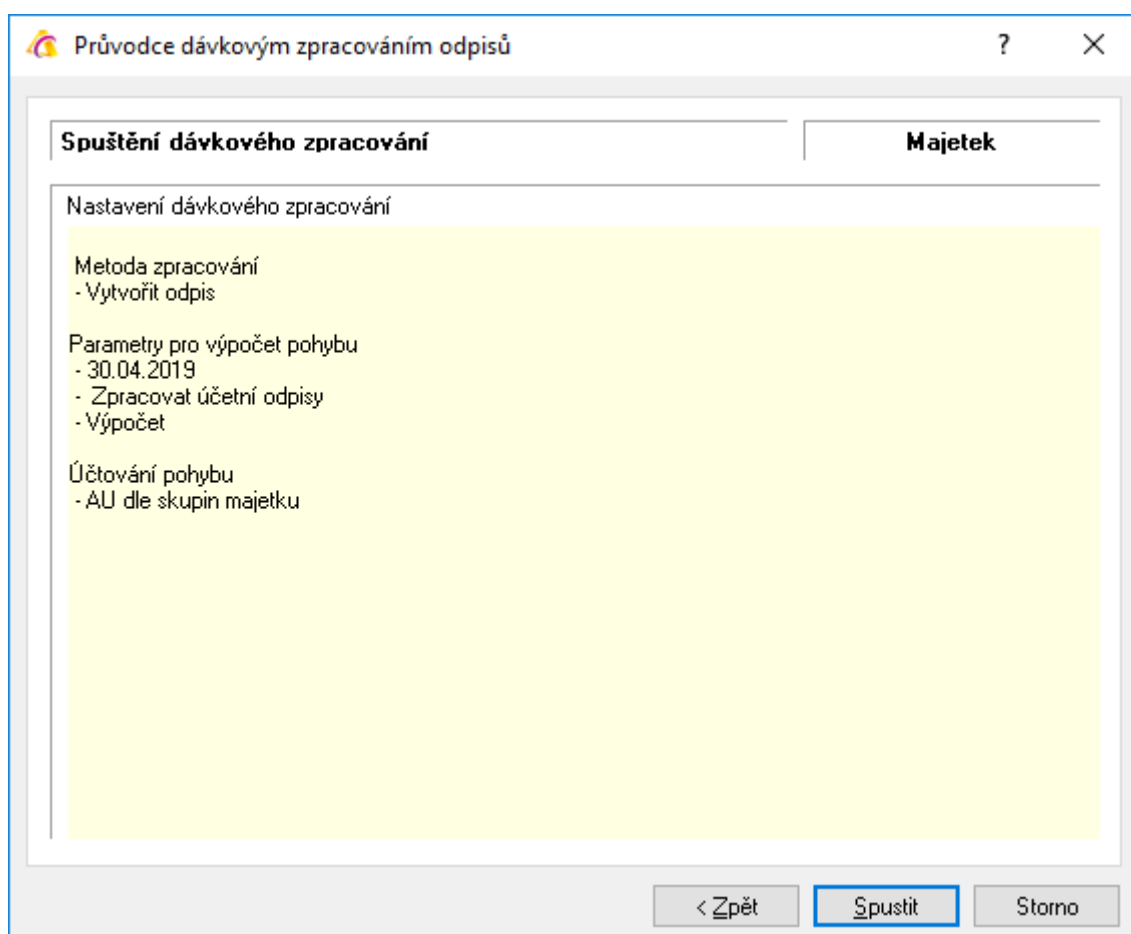 Průvodce dávkovým zpracováním odpisů
?
Spuštění dávkového zpracování
Majetek
Nastavení dávkového zpracování
Metoda zpracování
- Vytvořit odpis
Parametry pro výpočet pohybu
- 30.04.2019
- Zpracovat účetní odpisy
- Výpočet
Účtování pohybu
- AU dle skupin majetku
< Zpět
Spustit
Storno